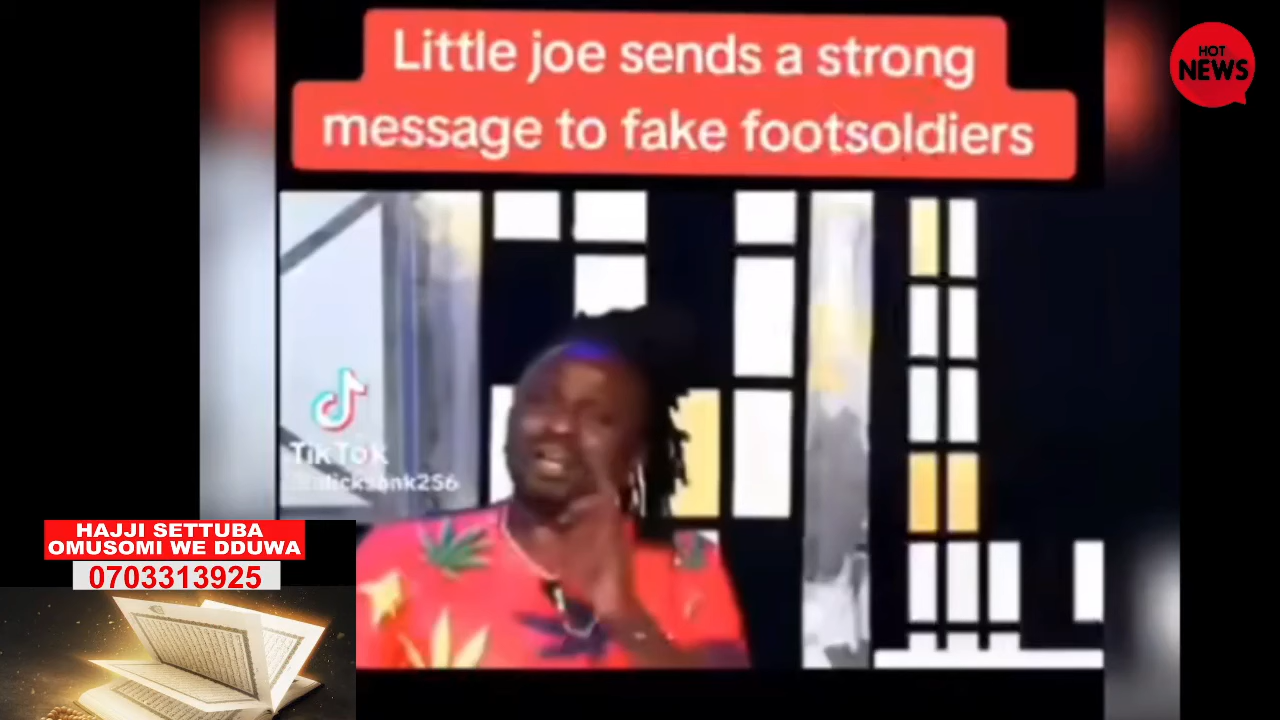 Little joe sends a strong
message to fake footsoldiers
HOT
NEWS
TikTok
HAJJI SETTUBA
OMUSOMI WE DDUWA
0703313925